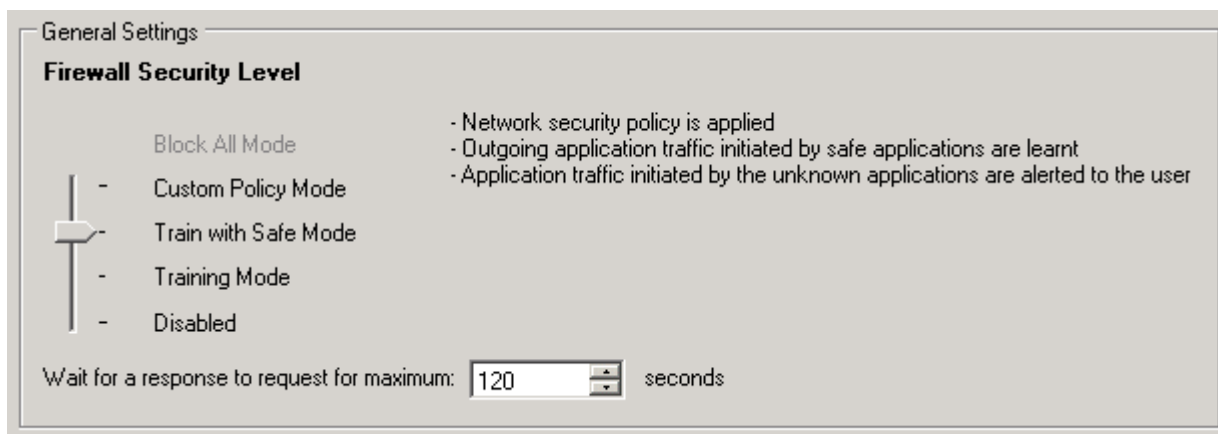 General Settings
Firewall Security Level
Block All Mode
Custom Policy Mode
Train with Safe Mode
Training Mode
Disabled
- Network security policy is applied
- Outgoing application traffic initiated by safe applications are learnt
- Application traffic initiated by the unknown applications are alerted to the user
Wait for a response to request for maximum: 120 seconds